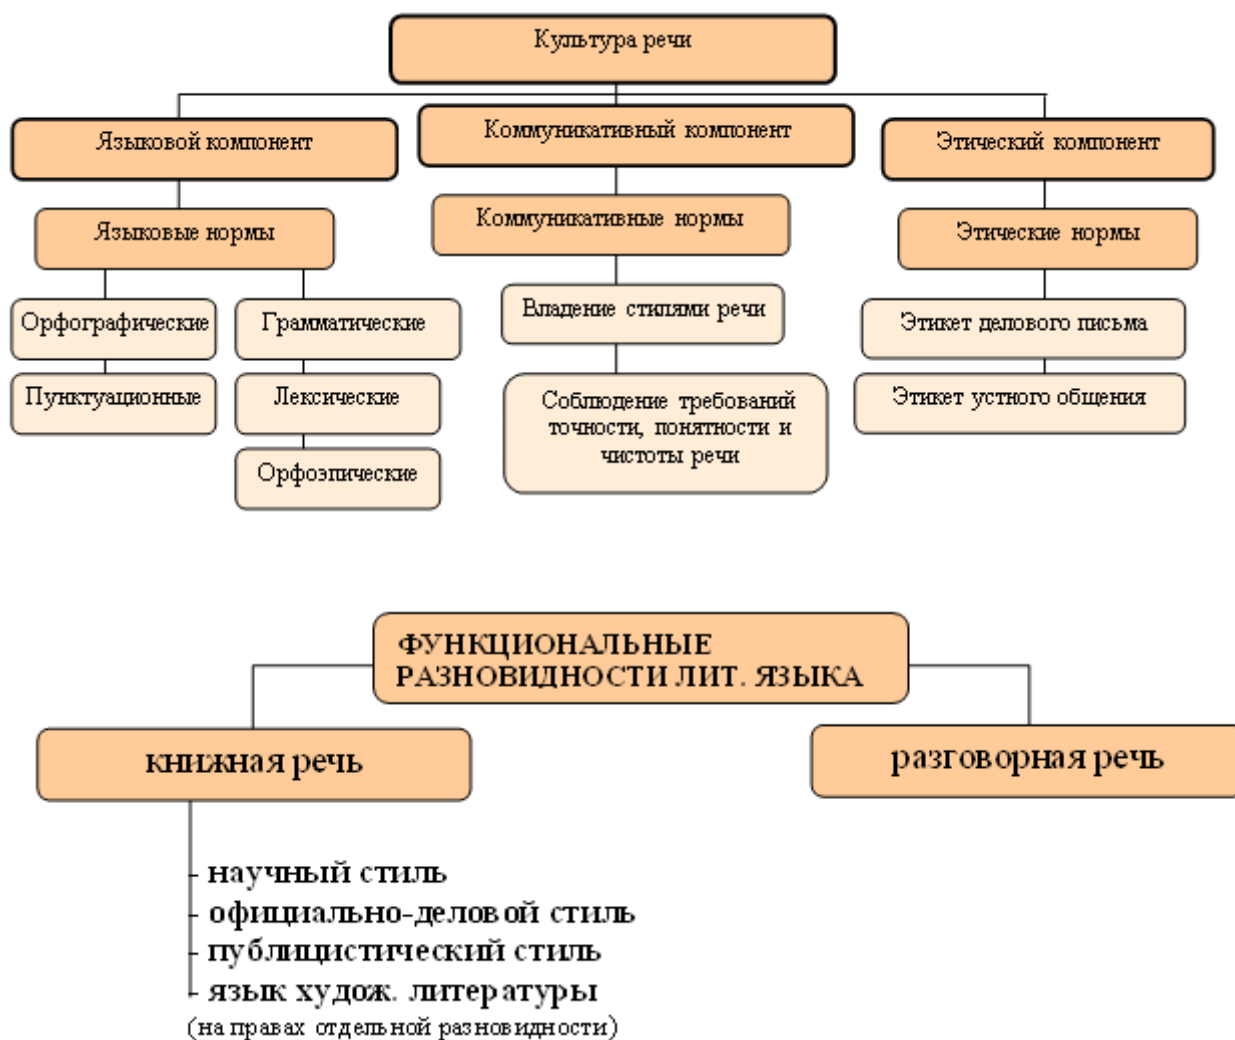 Культура речи
Языковой компонент
Коммуникативный компонент
Этический компонент
Языковые нормы
Коммуникативные нормы
Этические нормы
Орфографические
Грамматические
Владение стилями речи
Этикет делового письма
Пунктуационные
Лексические
Соблюдение требований
точности, понятности и
чистоты речи
Этикет устного общения
Орфоэпические
ФУНКЦИОНАЛЬНЫЕ
РАЗНОВИДНОСТИ ЛИТ. ЯЗЫКА
книжная речь
разговорная речь
- научный стиль
- официально-деловой стиль
- публицистический стиль
- язык худож. литературы
(на правах отдельной разновидности)